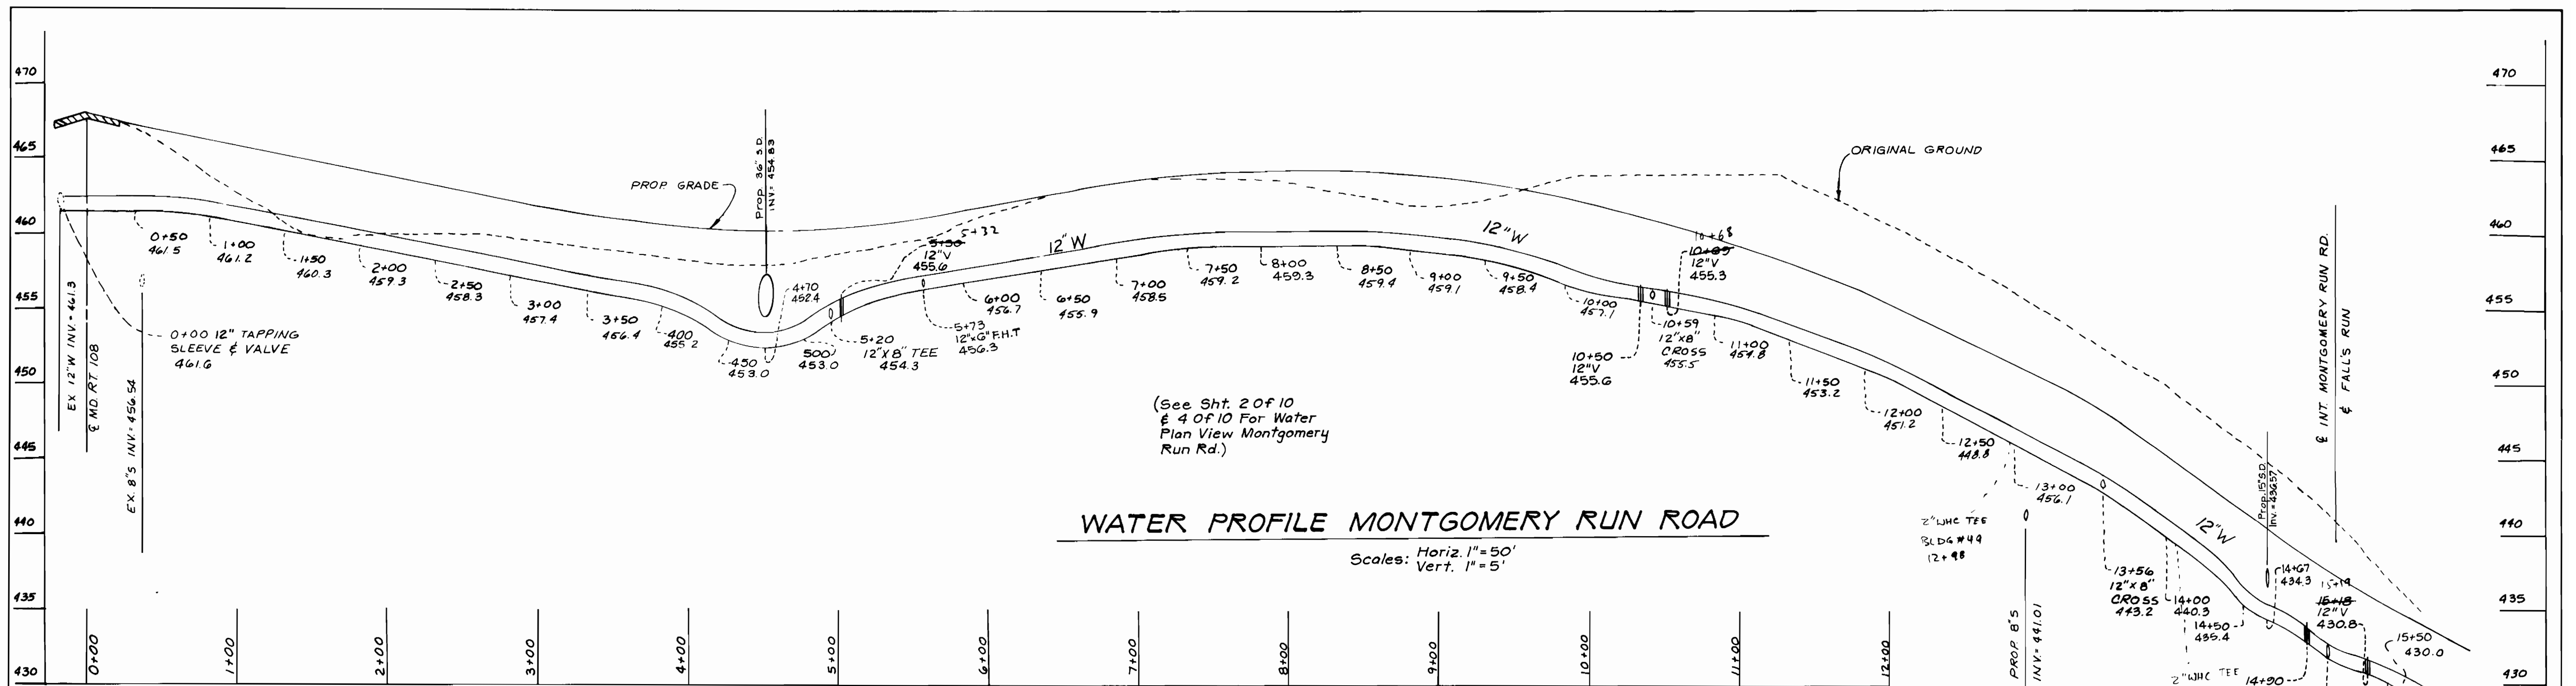 470
465
460
455
450
445
440
435
430
EX 12"W INV.= 461.3
℄ MD. RT. 108
EX. 8"S INV.= 456.54
0+00 12" TAPPING
SLEEVE & VALVE
461.6
0+50
461.5
1+00
461.2
1+50
460.3
2+00
459.3
2+50
458.3
3+00
457.4
3+50
456.4
400
455.2
450
453.0
PROP. GRADE
Prop. 36" S.D.
INV.= 454.83
4+70
452.4
500
453.0
5+20
12"X8" TEE
454.3
5+30
5+32
12"V
455.6
5+73
12"x6" F.H.T
456.3
12"W
6+00
456.7
6+50
455.9
7+00
458.5
7+50
459.2
8+00
459.3
8+50
459.4
9+00
459.1
9+50
458.4
12"W
10+00
457.1
10+50
12"V
455.6
10+59
12"x8"
CROSS
455.5
10+68
10+65
12"V
455.3
11+00
454.8
11+50
453.2
12+00
451.2
12+50
448.8
13+00
456.1
ORIGINAL GROUND
(See Sht. 2 Of 10
& 4 Of 10 For Water
Plan View Montgomery
Run Rd.)
WATER PROFILE MONTGOMERY RUN ROAD
Scales: Horiz. 1"=50'
Vert. 1"=5'
2"WHC TEE
BLDG #49
12+98
PROP. 8"S
INV.= 441.01
13+56
12"X8"
CROSS
443.2
14+00
440.3
14+50
435.4
12"W
Prop. 15" S.D.
Inv.=436.57
14+67
434.3
15+19
15+18
12"V
430.8
15+50
430.0
2"WHC TEE
14+90
℄ INT. MONTGOMERY RUN RD.
& FALL'S RUN
0+00
1+00
2+00
3+00
4+00
5+00
6+00
7+00
8+00
9+00
10+00
11+00
12+00
470
465
460
455
450
445
440
435
430